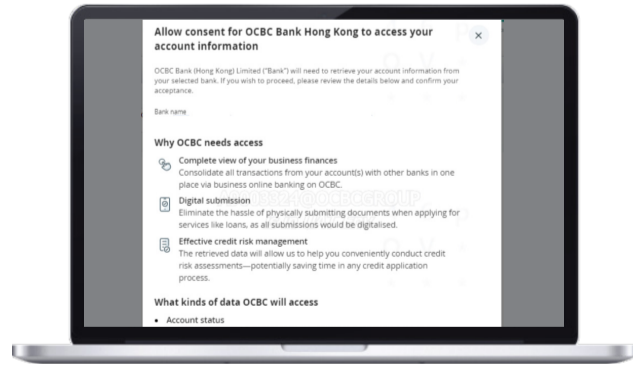 Allow consent for OCBC Bank Hong Kong to access your
account information
OCBC Bank (Hong Kong) Limited ("Bank") will need to retrieve your account information from
your selected bank. If you wish to proceed, please review the details below and confirm your
acceptance.
Bank name
Why OCBC needs access
Complete view of your business finances
Consolidate all transactions from your account(s) with other banks in one
place via business online banking on OCBC.
Digital submission
Eliminate the hassle of physically submitting documents when applying for
services like loans, as all submissions would be digitalised.
Effective credit risk management
The retrieved data will allow us to help you conveniently conduct credit
risk assessments—potentially saving time in any credit application
process.
What kinds of data OCBC will access
• Account status